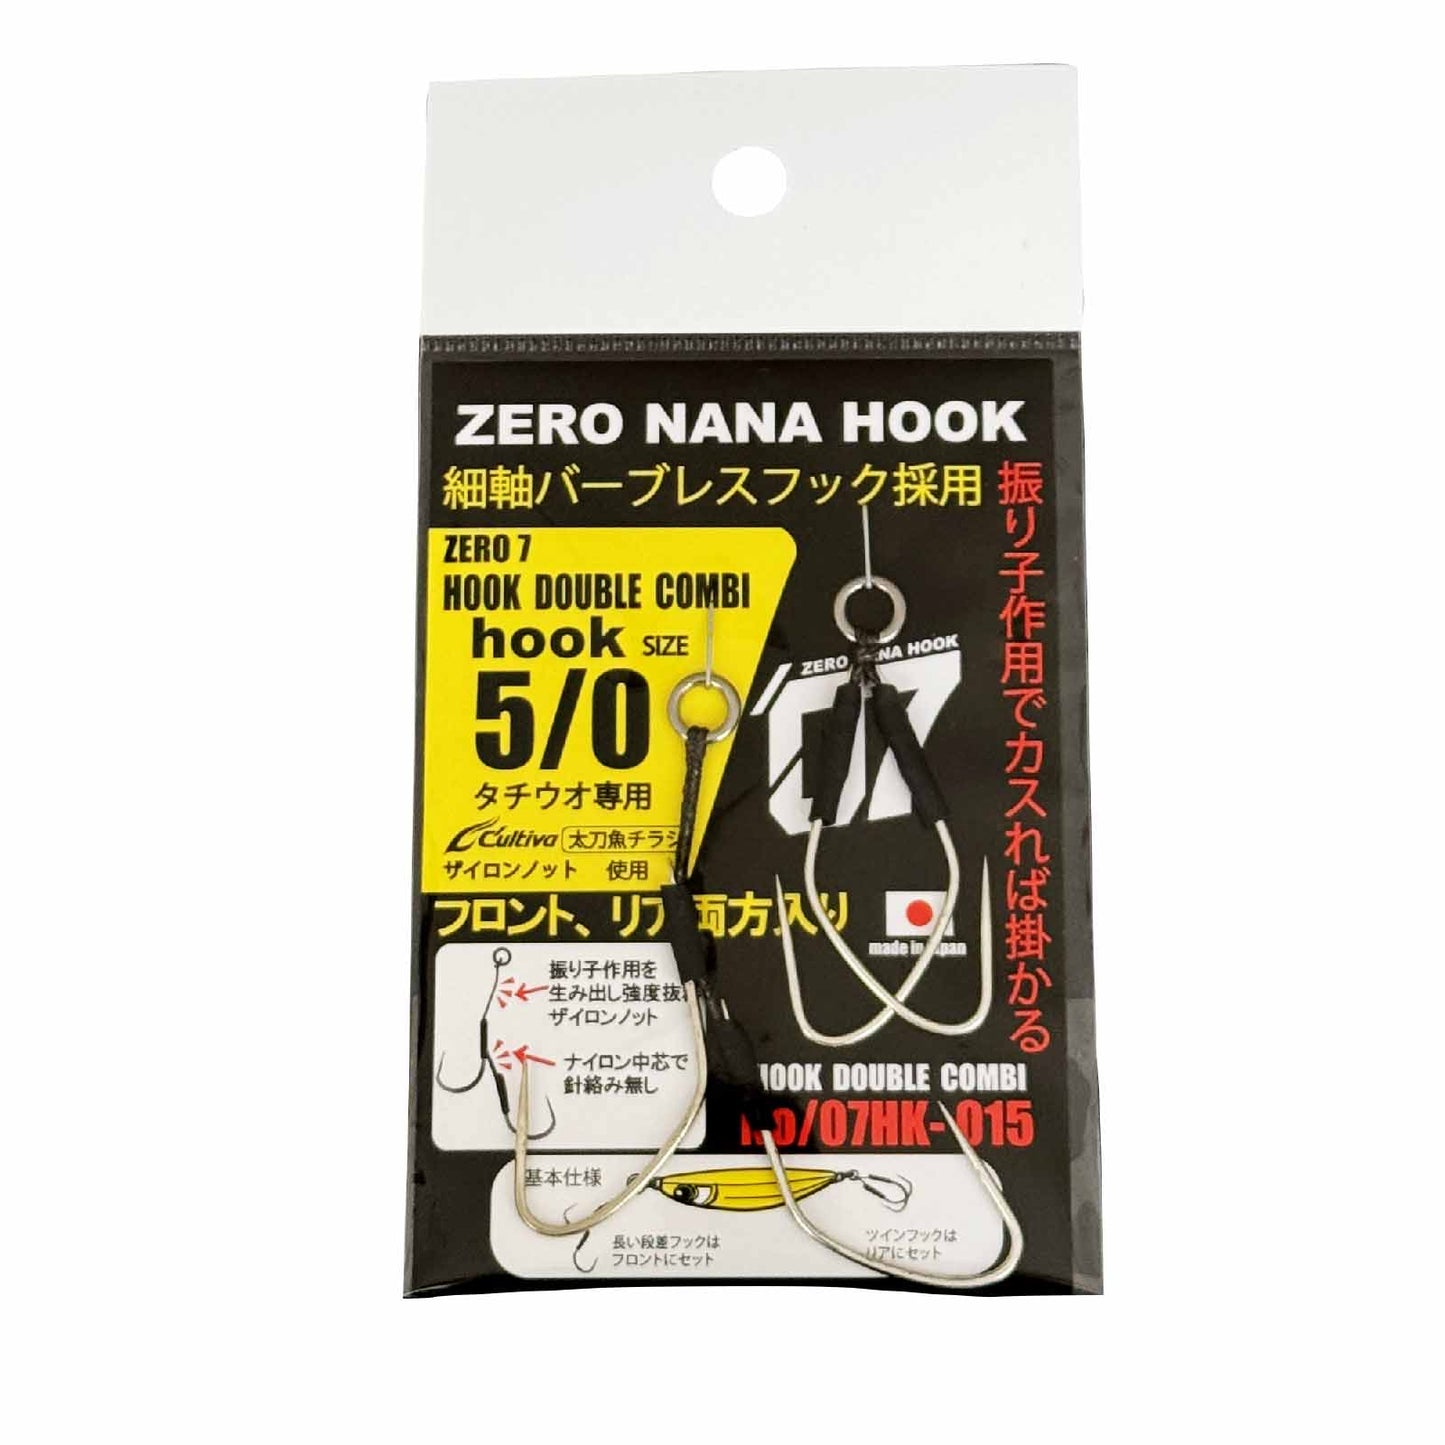 ZERO NANA HOOK
細軸バーブレスフック採用
振り子作用でカスれば掛かる
ZERO 7
HOOK DOUBLE COMBI
hook SIZE
5/0
タチウオ専用
Cultiva 太刀魚チラシ
ザイロンノット 使用
ZERO NANA HOOK
07
フロント、リア両方入り
made in Japan
振り子作用を
生み出し強度抜
ザイロンノット
ナイロン中芯で
針絡み無し
HOOK DOUBLE COMBI
No/07HK-015
基本仕様
長い段差フックは
フロントにセット
ツインフックは
リアにセット